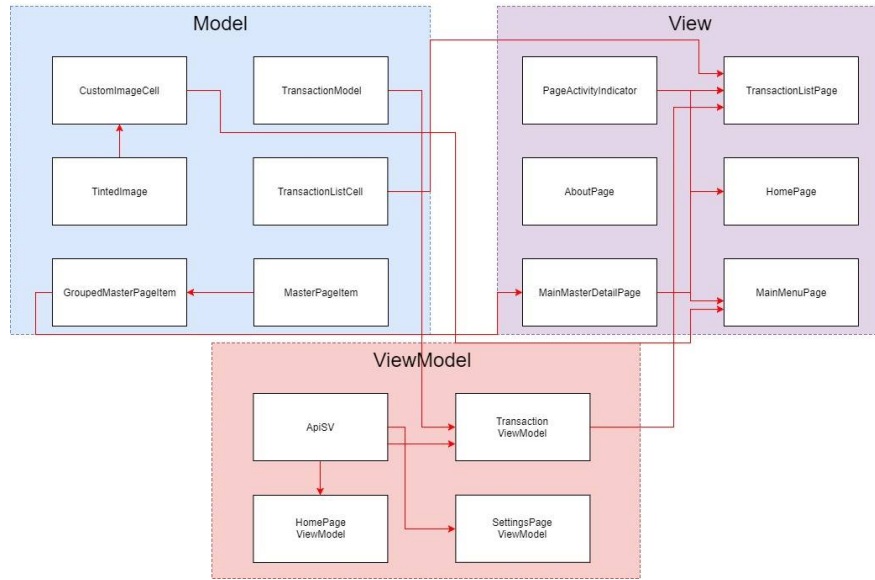 Model
CustomImageCell
TransactionModel
TintedImage
TransactionListCell
GroupedMasterPageItem
MasterPageItem
View
PageActivityIndicator
TransactionListPage
AboutPage
HomePage
MainMasterDetailPage
MainMenuPage
ViewModel
ApiSV
Transaction
ViewModel
HomePage
ViewModel
SettingsPage
ViewModel